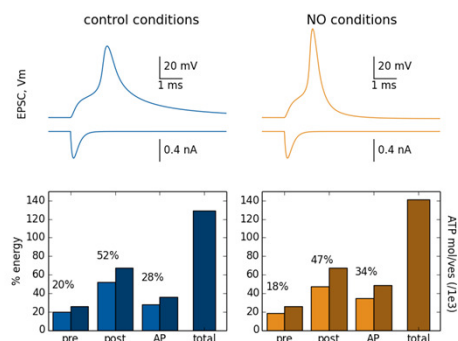 control conditions
NO conditions
EPSC, Vm
20 mV
1 ms
20 mV
1 ms
0.4 nA
0.4 nA
% energy
140
120
100
80
60
40
20
0
20%
52%
28%
pre
post
AP
total
140
120
100
80
60
40
20
0
18%
47%
34%
pre
post
AP
total
ATP mol/ves (/1e3)